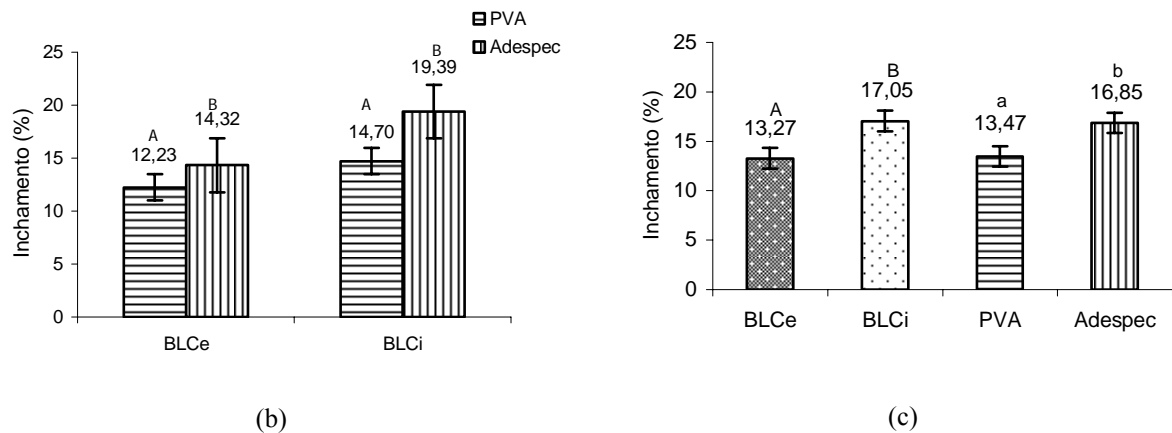 PVA
Adespec
Inchamento (%)
25
20
15
10
5
0
A
12,23
B
14,32
A
14,70
B
19,39
BLCe
BLCi
(b)
Inchamento (%)
25
20
15
10
5
0
A
13,27
B
17,05
a
13,47
b
16,85
BLCe
BLCi
PVA
Adespec
(c)